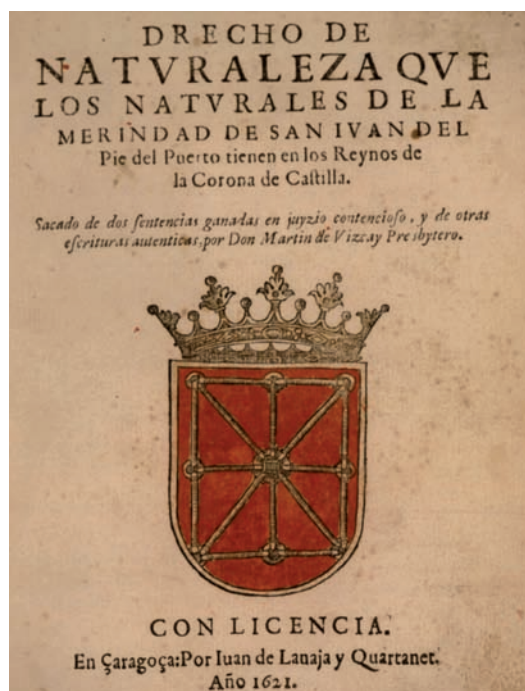 DRECHO DE
NATVRALEZA QVE
LOS NATVRALES DE LA
MERINDAD DE SAN IVAN DEL
Pie del Puerto tienen en los Reynos de
la Corona de Caſtilla.
Sacado de dos ſentencias ganadas en juyzio contencioſo, y de otras
eſcrituras autenticas, por Don Martin de Vizcay Presbytero.
CON LICENCIA.
En Çaragoça: Por Iuan de Lanaja y Quartanet.
Año 1621.